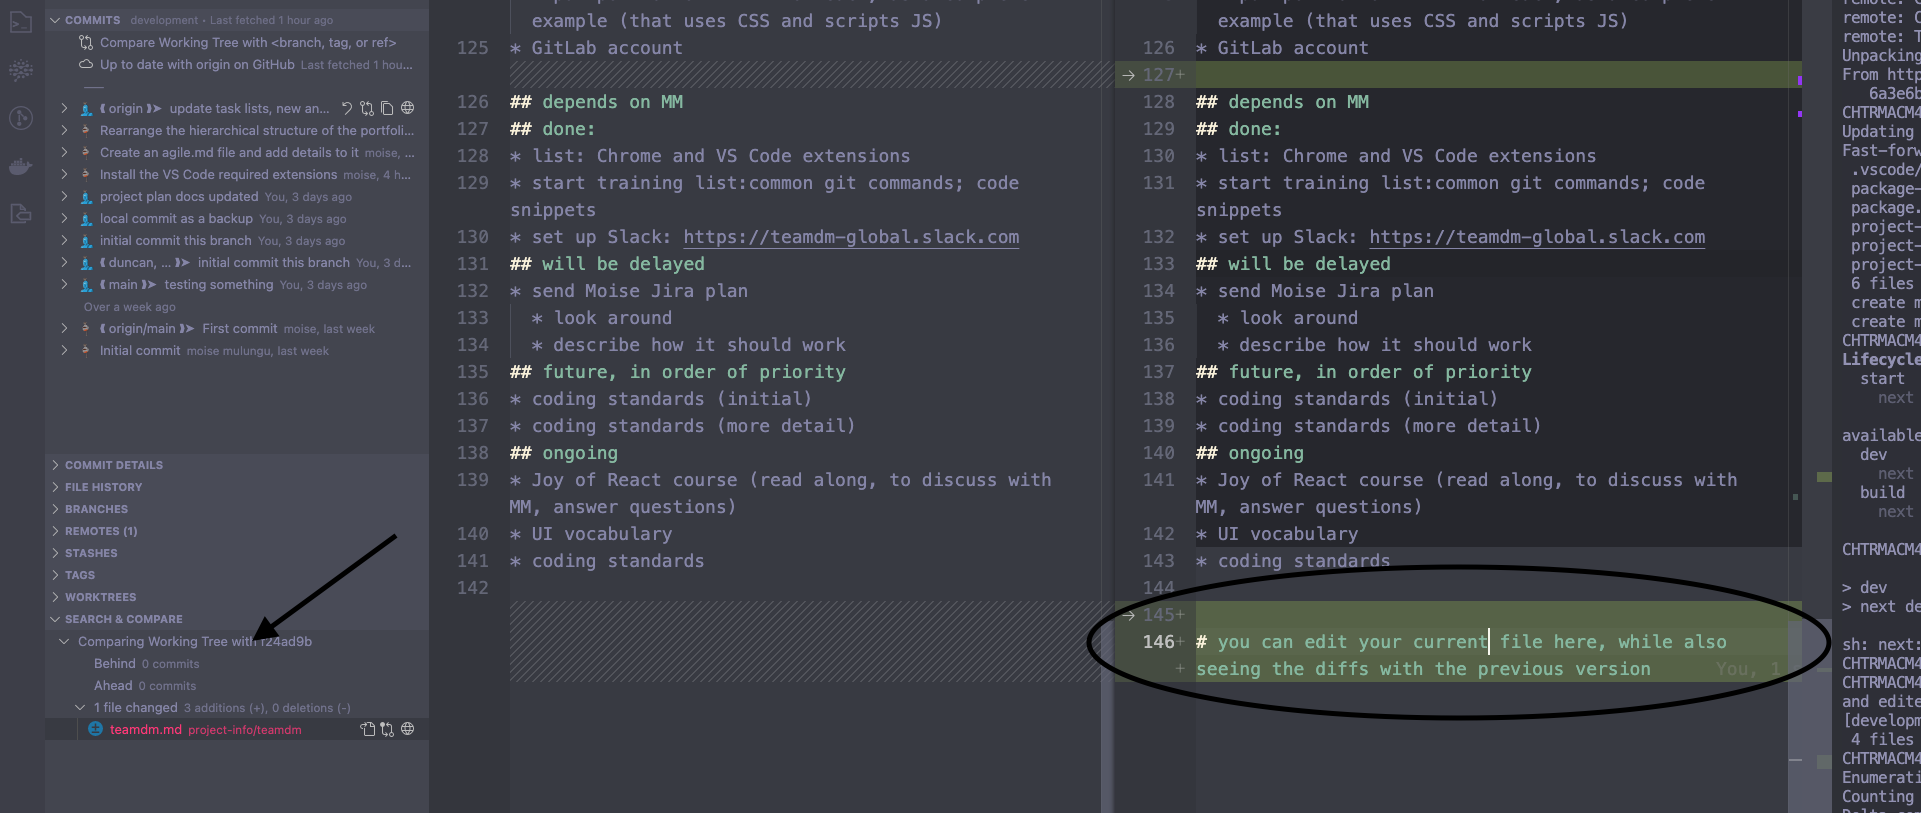 COMMITS development • Last fetched 1 hour ago
Compare Working Tree with <branch, tag, or ref>
Up to date with origin on GitHub Last fetched 1 hou...
origin update task lists, new an...
Rearrange the hierarchical structure of the portfoli...
Create an agile.md file and add details to it moise, ...
Install the VS Code required extensions moise, 4 h...
project plan docs updated You, 3 days ago
local commit as a backup You, 3 days ago
initial commit this branch You, 3 days ago
duncan, ... initial commit this branch You, 3 d...
main testing something You, 3 days ago
Over a week ago
origin/main First commit moise, last week
Initial commit moise mulungu, last week
COMMIT DETAILS
FILE HISTORY
BRANCHES
REMOTES (1)
STASHES
TAGS
WORKTREES
SEARCH & COMPARE
Comparing Working Tree with f24ad9b
Behind 0 commits
Ahead 0 commits
1 file changed 3 additions (+), 0 deletions (-)
teamdm.md project-info/teamdm
example (that uses CSS and scripts JS)
125 * GitLab account
126 ## depends on MM
127 ## done:
128 * list: Chrome and VS Code extensions
129 * start training list:common git commands; code
snippets
130 * set up Slack: https://teamdm-global.slack.com
131 ## will be delayed
132 * send Moise Jira plan
133 * look around
134 * describe how it should work
135 ## future, in order of priority
136 * coding standards (initial)
137 * coding standards (more detail)
138 ## ongoing
139 * Joy of React course (read along, to discuss with
MM, answer questions)
140 * UI vocabulary
141 * coding standards
142
example (that uses CSS and scripts JS)
126 * GitLab account
127+
128 ## depends on MM
129 ## done:
130 * list: Chrome and VS Code extensions
131 * start training list:common git commands; code
snippets
132 * set up Slack: https://teamdm-global.slack.com
133 ## will be delayed
134 * send Moise Jira plan
135 * look around
136 * describe how it should work
137 ## future, in order of priority
138 * coding standards (initial)
139 * coding standards (more detail)
140 ## ongoing
141 * Joy of React course (read along, to discuss with
MM, answer questions)
142 * UI vocabulary
143 * coding standards
144
145+
146+ # you can edit your current file here, while also
+ seeing the diffs with the previous version You, 1
remote: C
remote: T
Unpacking
From http
6a3e6b
CHTRMACM4
Updating
Fast-forw
.vscode/
package-
package.
project-
project-
project-
6 files
create m
create m
CHTRMACM4
Lifecycle
start
next
available
dev
next
build
next
CHTRMACM4
> dev
> next de
sh: next:
CHTRMACM4
CHTRMACM4
and edite
[developm
4 files
CHTRMACM4
Enumerati
Counting